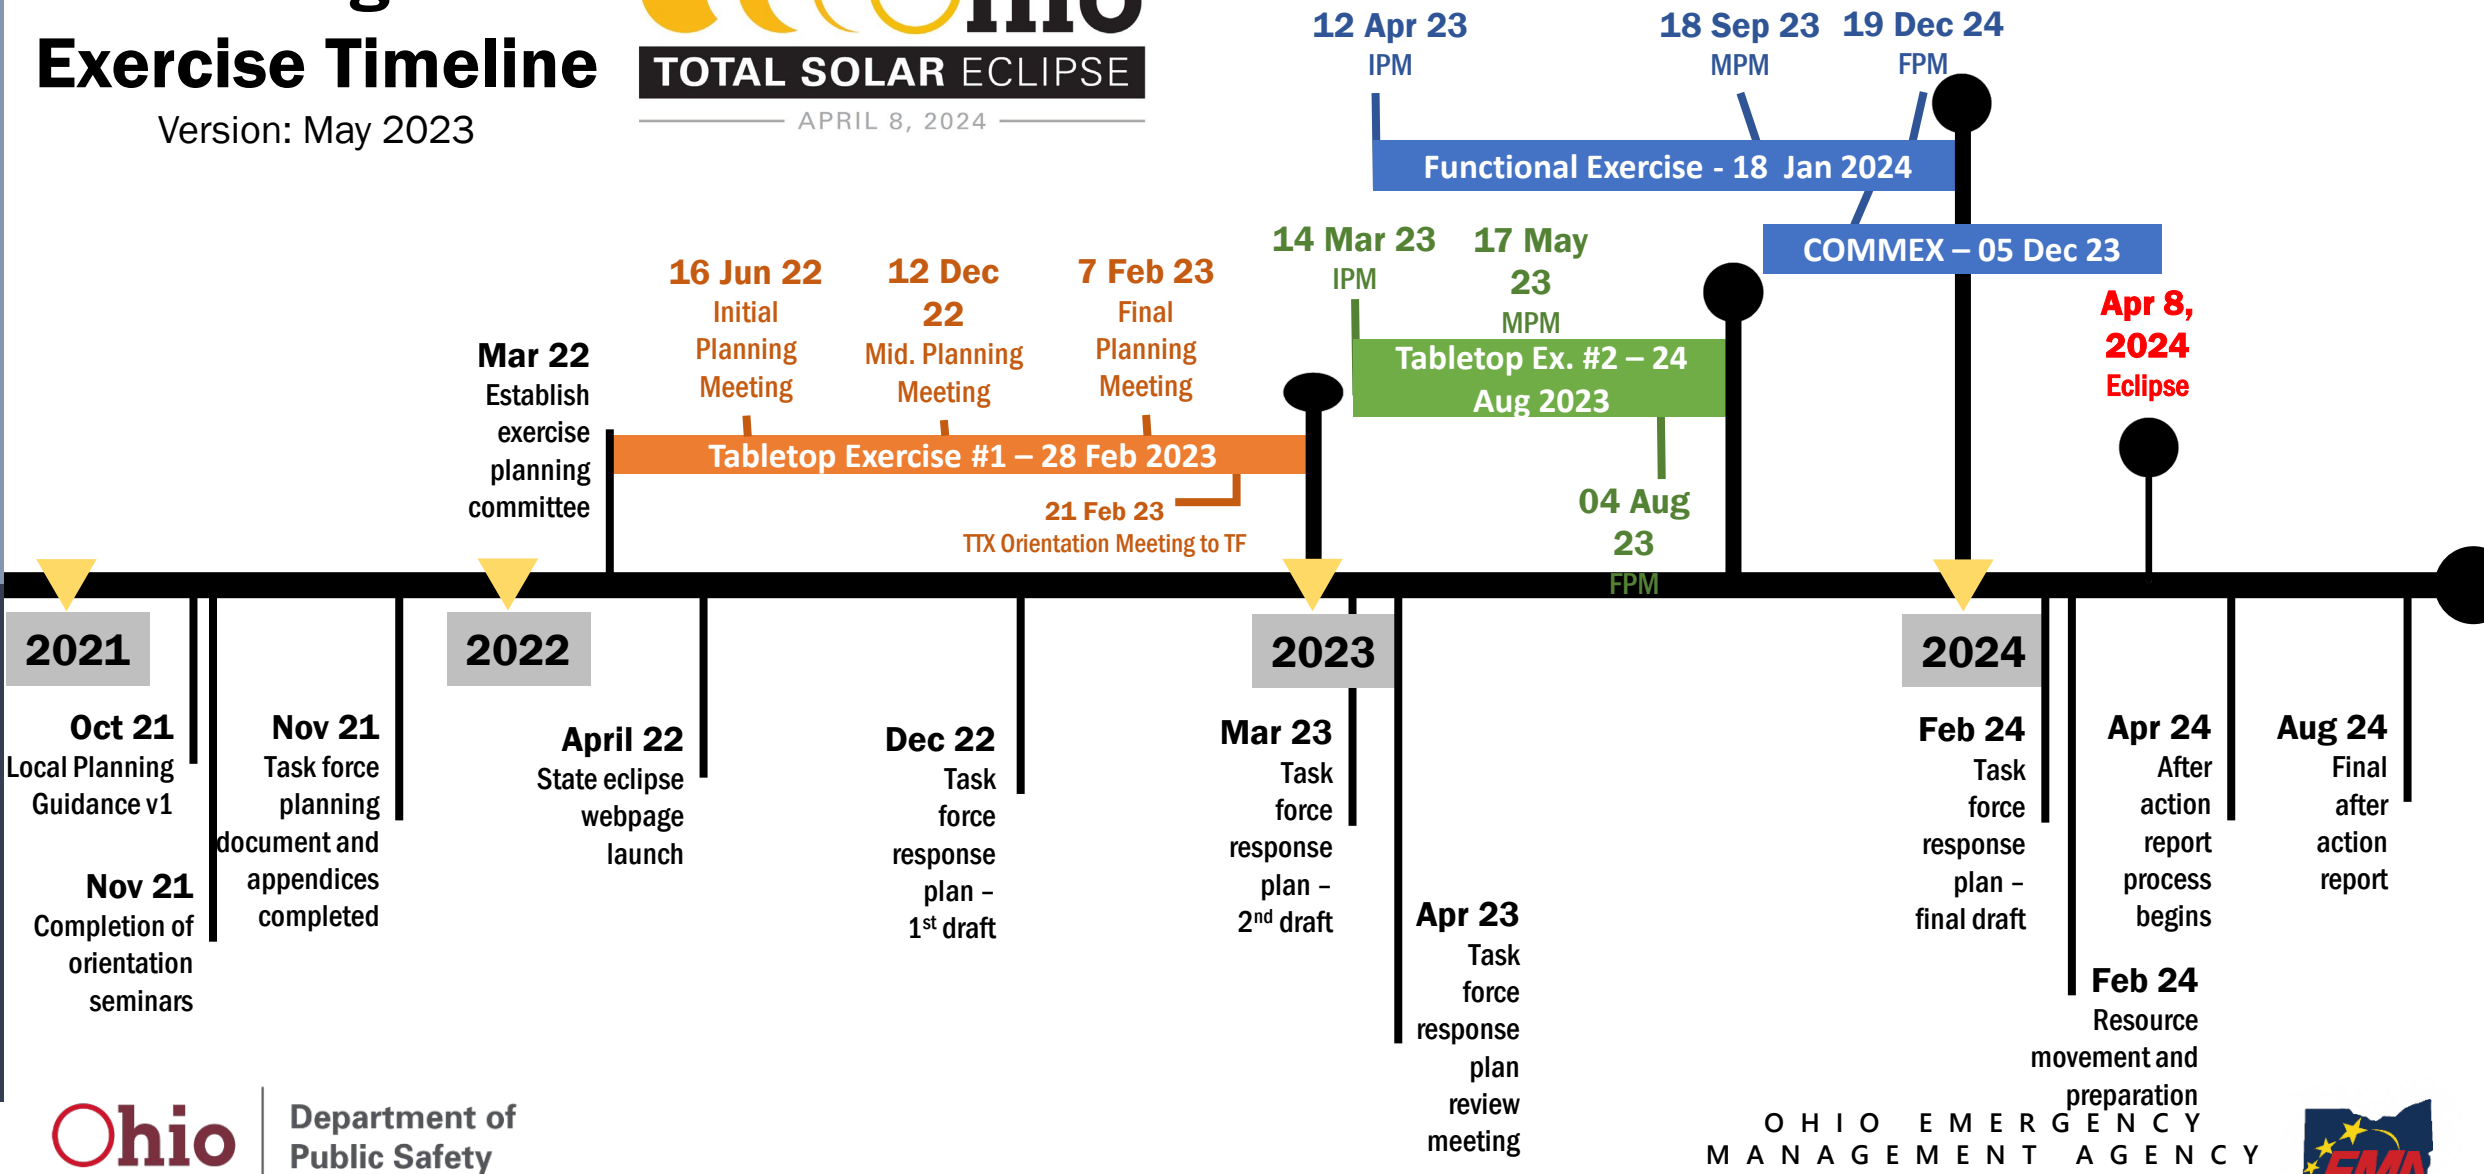 Exercise Timeline
Version: May 2023
Ohio
TOTAL SOLAR ECLIPSE
APRIL 8, 2024
12 Apr 23
IPM
18 Sep 23
MPM
19 Dec 24
FPM
Functional Exercise - 18 Jan 2024
COMMEX – 05 Dec 23
14 Mar 23
IPM
17 May
23
MPM
Tabletop Ex. #2 – 24
Aug 2023
04 Aug
23
FPM
Apr 8,
2024
Eclipse
16 Jun 22
Initial
Planning
Meeting
12 Dec
22
Mid. Planning
Meeting
7 Feb 23
Final
Planning
Meeting
Mar 22
Establish
exercise
planning
committee
Tabletop Exercise #1 – 28 Feb 2023
21 Feb 23
TTX Orientation Meeting to TF
2021
2022
2023
2024
Oct 21
Local Planning
Guidance v1
Nov 21
Completion of
orientation
seminars
Nov 21
Task force
planning
document and
appendices
completed
April 22
State eclipse
webpage
launch
Dec 22
Task
force
response
plan –
1st draft
Mar 23
Task
force
response
plan –
2nd draft
Apr 23
Task
force
response
plan
review
meeting
Feb 24
Task
force
response
plan –
final draft
Feb 24
Resource
movement and
preparation
Apr 24
After
action
report
process
begins
Aug 24
Final
after
action
report
Ohio
Department of
Public Safety
OHIO EMERGENCY
MANAGEMENT AGENCY
EMA